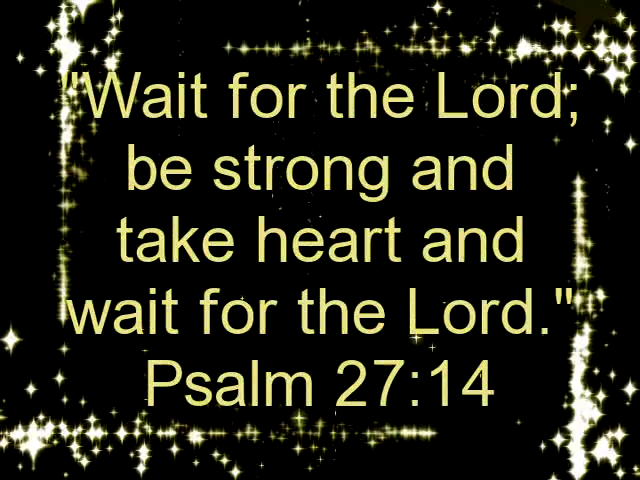 "Wait for the Lord;
be strong and
take heart and
wait for the Lord."
Psalm 27:14